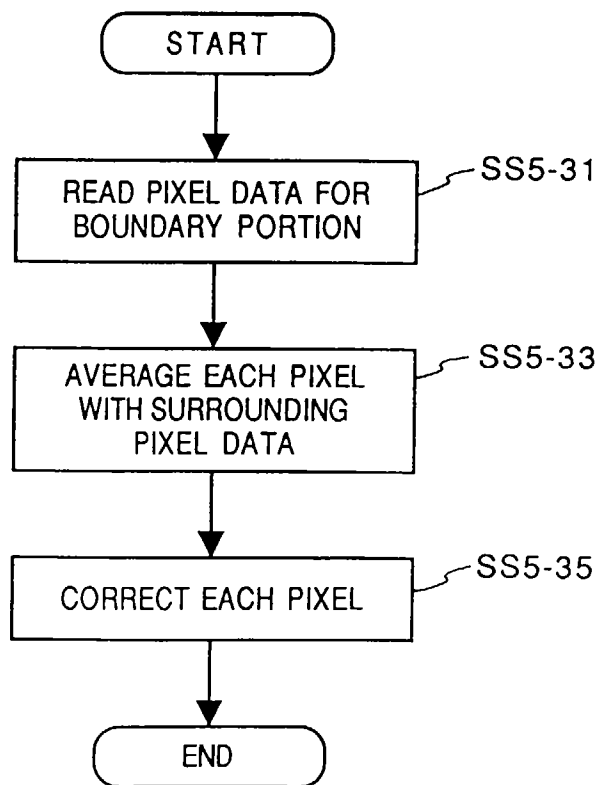 START
READ PIXEL DATA FOR
BOUNDARY PORTION
SS5-31
AVERAGE EACH PIXEL
WITH SURROUNDING
PIXEL DATA
SS5-33
CORRECT EACH PIXEL
SS5-35
END